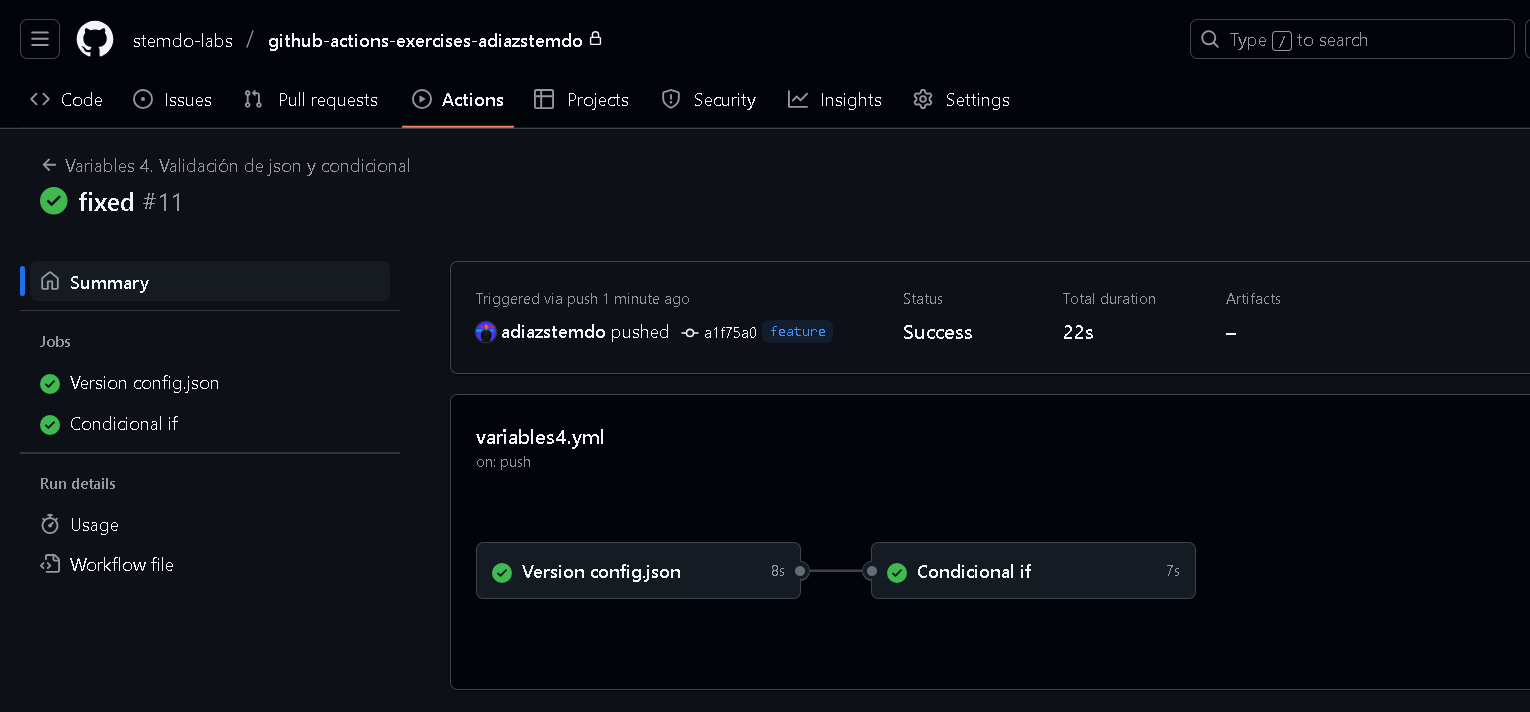 stemdo-labs / github-actions-exercises-adiazstemdo
Type / to search
Code Issues Pull requests Actions Projects Security Insights Settings
← Variables 4. Validación de json y condicional
fixed #11
Summary
Jobs
Version config.json
Condicional if
Run details
Usage
Workflow file
Triggered via push 1 minute ago
adiazstemdo pushed a1f75a0 feature
Status
Success
Total duration
22s
Artifacts
–
variables4.yml
on: push
Version config.json 8s
Condicional if 7s